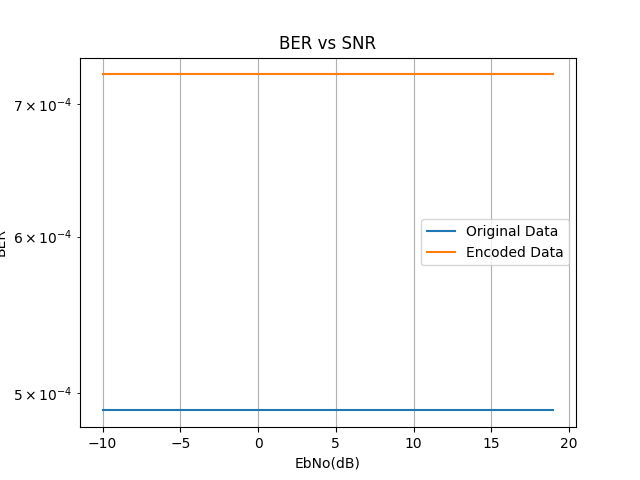 BER vs SNR
BER
7 × 10⁻⁴
6 × 10⁻⁴
5 × 10⁻⁴
Original Data
Encoded Data
−10 −5 0 5 10 15 20
EbNo(dB)